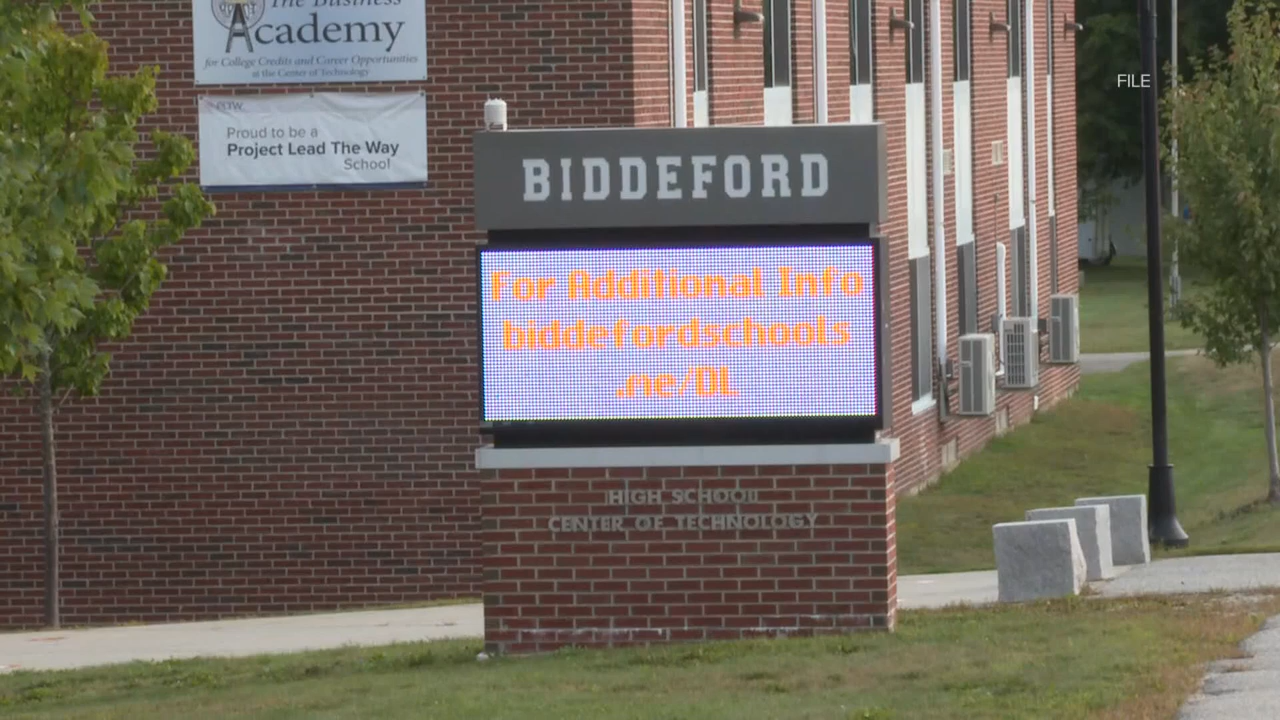 The Business
Academy
for College Credits and Career Opportunities
at the Center of Technology
PLTW
Proud to be a
Project Lead The Way
School
FILE
BIDDEFORD
For Additional Info
biddefordschools
.me/DL
HIGH SCHOOL
CENTER OF TECHNOLOGY